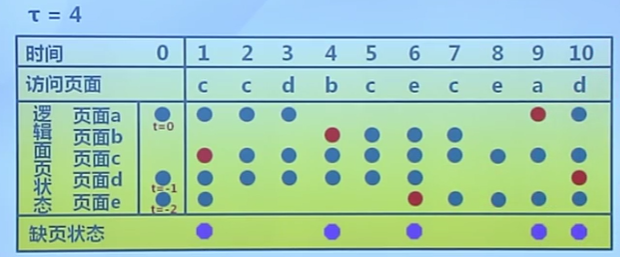 τ = 4
时间 0 1 2 3 4 5 6 7 8 9 10
访问页面 c c d b c e c e a d
逻辑页面状态
页面a
t=0
页面b
页面c
页面d
t=-1
页面e
t=-2
缺页状态